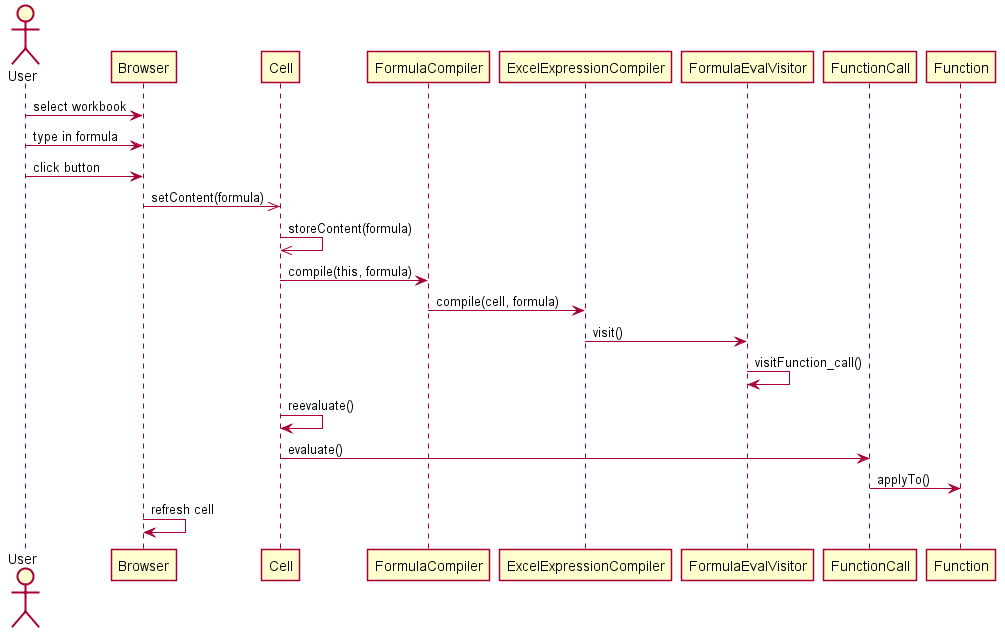 User
Browser
Cell
FormulaCompiler
ExcelExpressionCompiler
FormulaEvalVisitor
FunctionCall
Function
select workbook
type in formula
click button
setContent(formula)
storeContent(formula)
compile(this, formula)
compile(cell, formula)
visit()
visitFunction_call()
reevaluate()
evaluate()
applyTo()
refresh cell
User
Browser
Cell
FormulaCompiler
ExcelExpressionCompiler
FormulaEvalVisitor
FunctionCall
Function